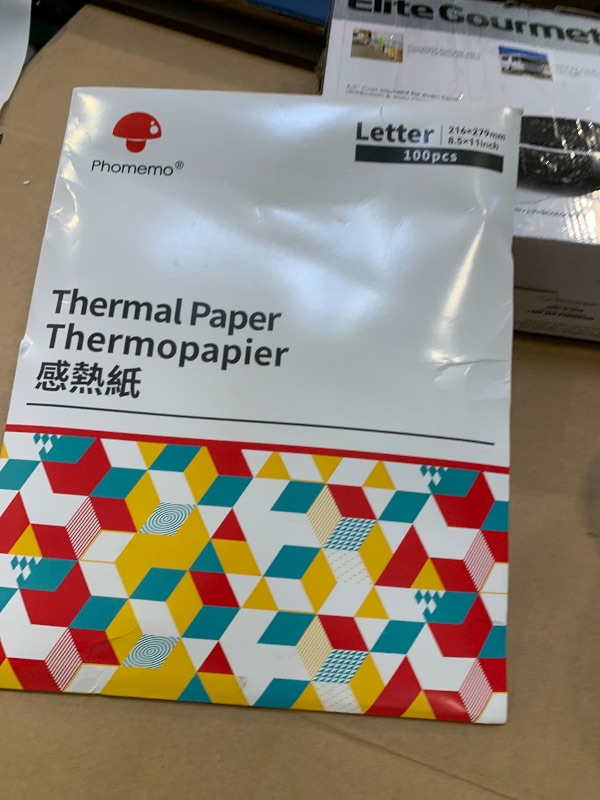 Elite Gourmet
Phomemo®
Letter
216×279mm
8.5×11inch
100pcs
Thermal Paper
Thermopapier
感熱紙